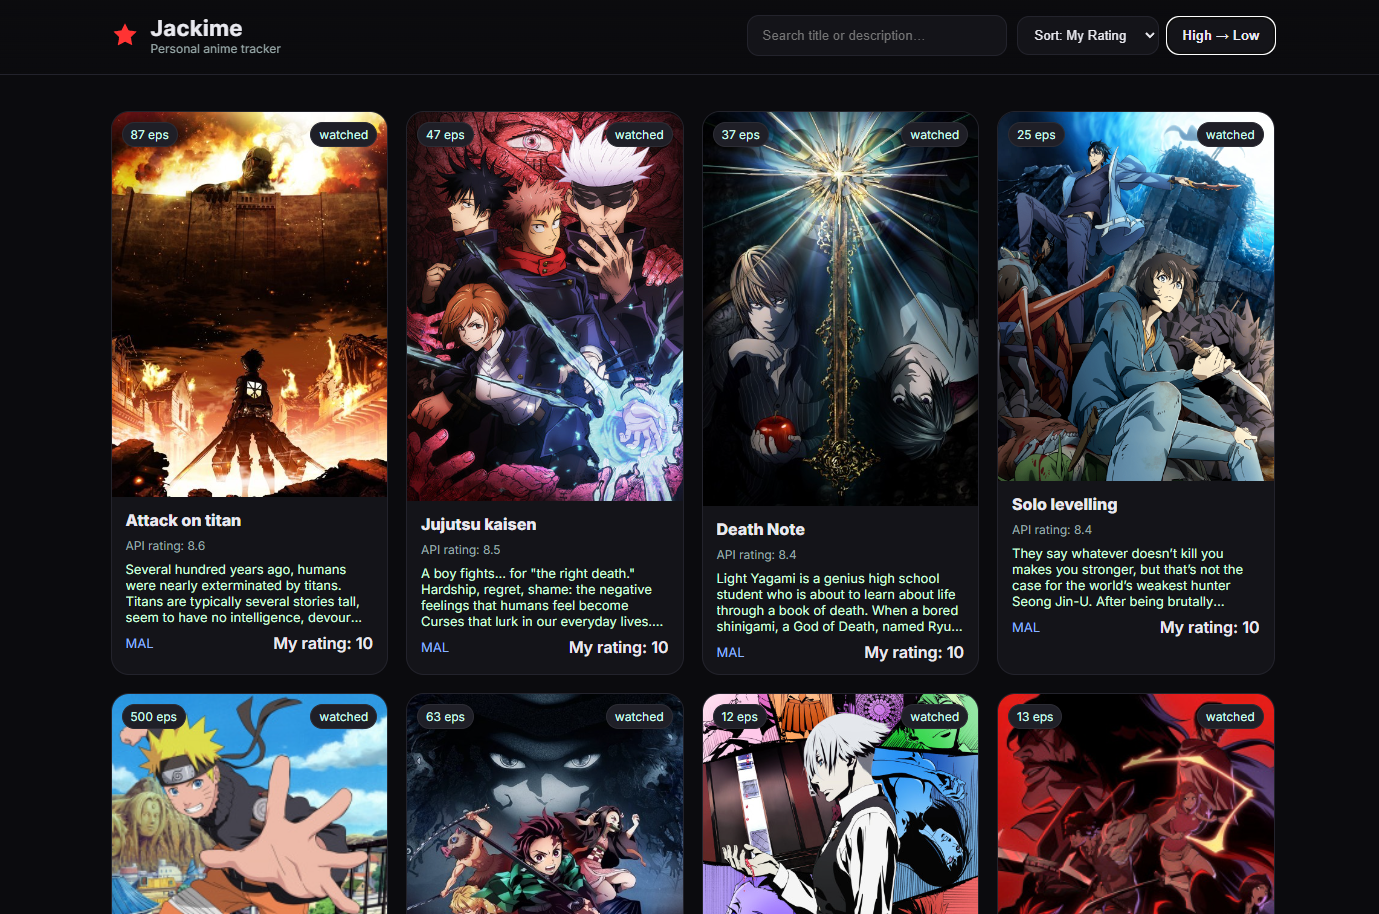 Jackime
Personal anime tracker
Search title or description...
Sort: My Rating
High → Low
87 eps
watched
47 eps
watched
37 eps
watched
25 eps
watched
Attack on titan
API rating: 8.6
Several hundred years ago, humans
were nearly exterminated by titans.
Titans are typically several stories tall,
seem to have no intelligence, devour...
MAL
My rating: 10
Jujutsu kaisen
API rating: 8.5
A boy fights... for "the right death."
Hardship, regret, shame: the negative
feelings that humans feel become
Curses that lurk in our everyday lives....
MAL
My rating: 10
Death Note
API rating: 8.4
Light Yagami is a genius high school
student who is about to learn about life
through a book of death. When a bored
shinigami, a God of Death, named Ryu...
MAL
My rating: 10
Solo levelling
API rating: 8.4
They say whatever doesn’t kill you
makes you stronger, but that’s not the
case for the world’s weakest hunter
Seong Jin-U. After being brutally...
MAL
My rating: 10
500 eps
watched
63 eps
watched
12 eps
watched
13 eps
watched